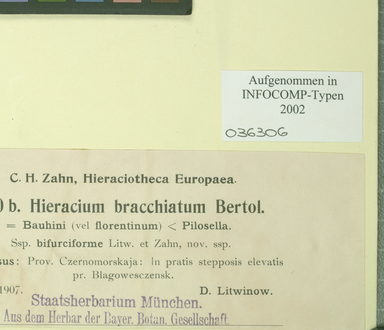 Aufgenommen in
INFOCOMP-Typen
2002
036306
C. H. Zahn, Hieraciotheca Europaea.
b. Hieracium bracchiatum Bertol.
= Bauhini (vel florentinum) < Pilosella.
Ssp. bifurciforme Litw. et Zahn, nov. ssp.
sus: Prov. Czernomorskaja: in pratis stepposis elevatis
pr. Blagowesczensk.
1907. D. Litwinow.
Staatsherbarium München.
Aus dem Herbar der Bayer. Botan. Gesellschaft